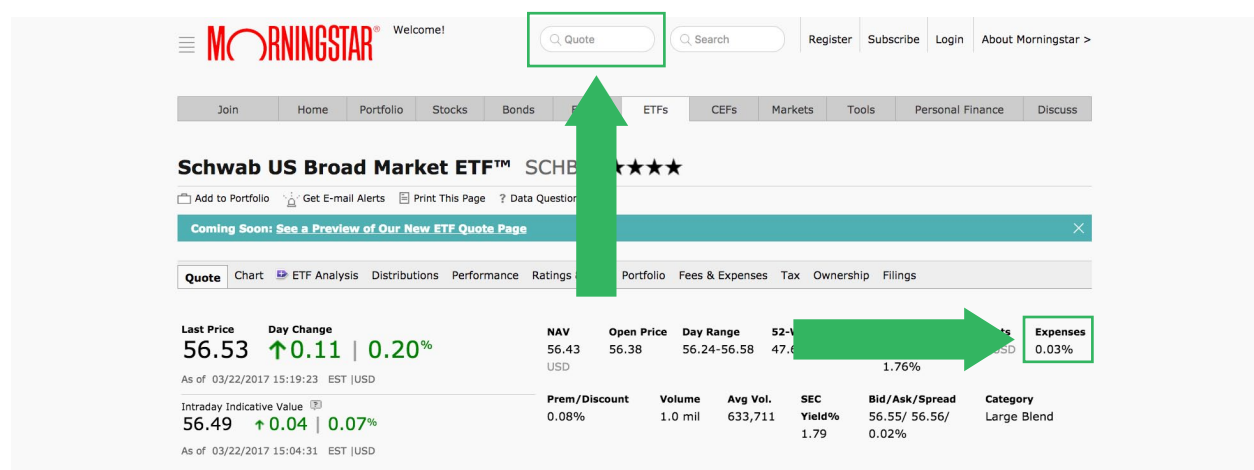 MORNINGSTAR® Welcome! Quote Search Register Subscribe Login About Morningstar >
Join Home Portfolio Stocks Bonds ETFs CEFs Markets Tools Personal Finance Discuss
Schwab US Broad Market ETF™ SCHB ★★★★
Add to Portfolio Get E-mail Alerts Print This Page ? Data Question
Coming Soon: See a Preview of Our New ETF Quote Page
Quote Chart ETF Analysis Distributions Performance Ratings Portfolio Fees & Expenses Tax Ownership Filings
Last Price Day Change NAV Open Price Day Range Expenses
56.53 ↑0.11 | 0.20% 56.43 56.38 56.24-56.58 0.03%
USD 1.76%
As of 03/22/2017 15:19:23 EST |USD
Intraday Indicative Value Prem/Discount Volume Avg Vol. SEC Bid/Ask/Spread Category
56.49 ↑0.04 | 0.07% 0.08% 1.0 mil 633,711 Yield% 56.55/ 56.56/ Large Blend
1.79 0.02%
As of 03/22/2017 15:04:31 EST |USD